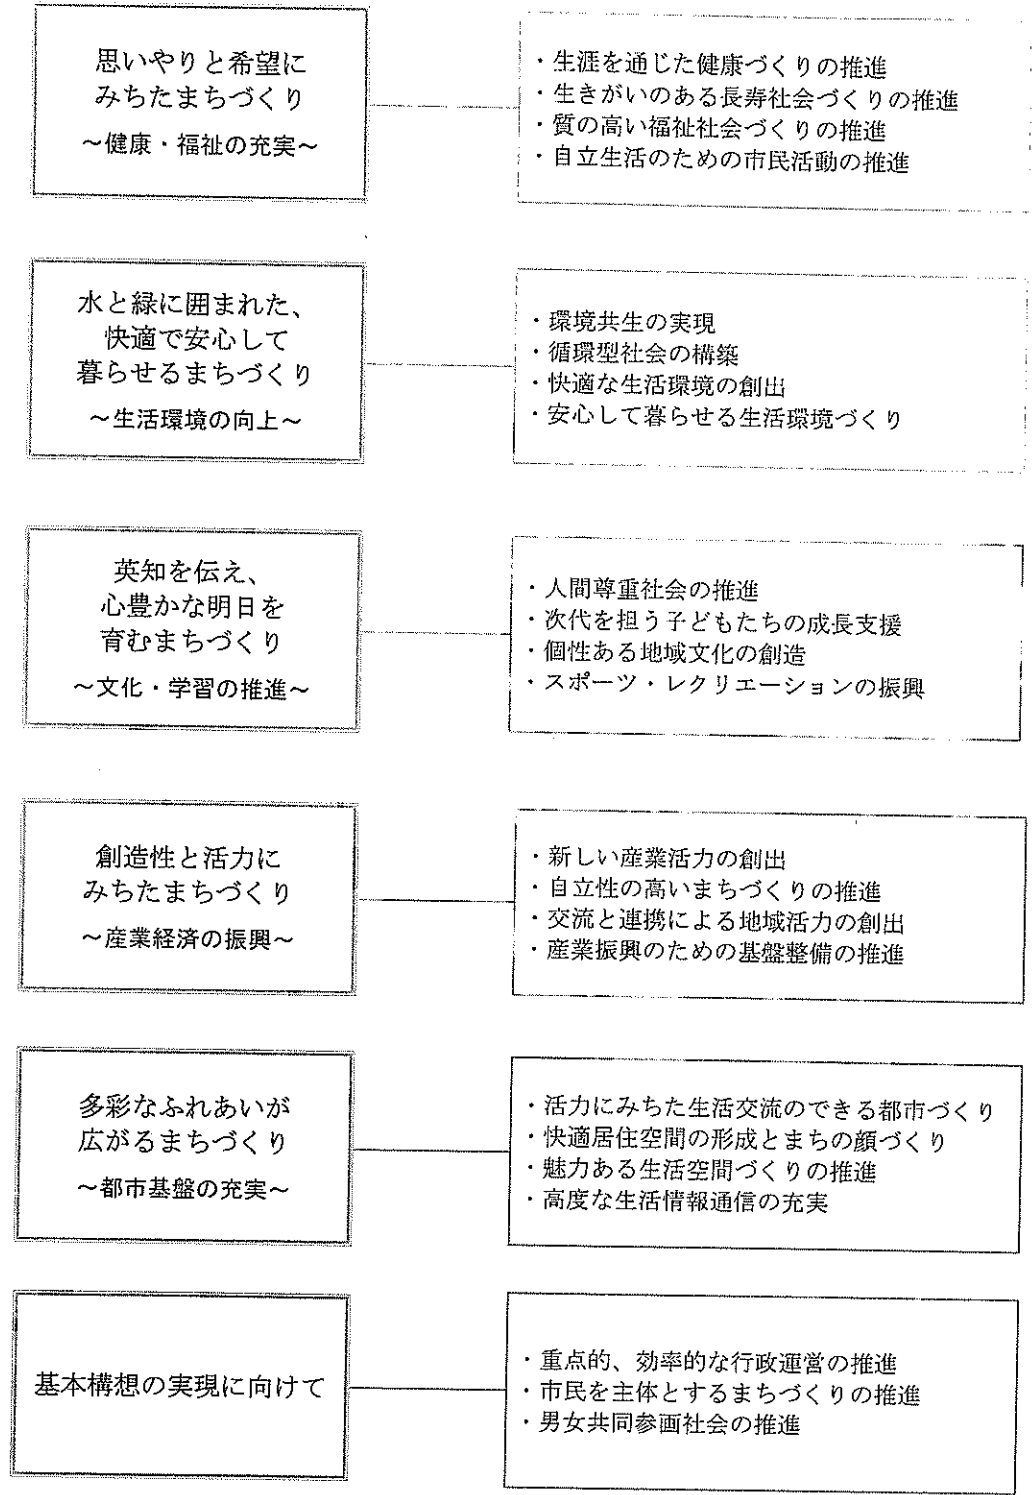 思いやりと希望に
みちたまちづくり
～健康・福祉の充実～
・生涯を通じた健康づくりの推進
・生きがいのある長寿社会づくりの推進
・質の高い福祉社会づくりの推進
・自立生活のための市民活動の推進
水と緑に囲まれた、
快適で安心して
暮らせるまちづくり
～生活環境の向上～
・環境共生の実現
・循環型社会の構築
・快適な生活環境の創出
・安心して暮らせる生活環境づくり
英知を伝え、
心豊かな明日を
育むまちづくり
～文化・学習の推進～
・人間尊重社会の推進
・次代を担う子どもたちの成長支援
・個性ある地域文化の創造
・スポーツ・レクリエーションの振興
創造性と活力に
みちたまちづくり
～産業経済の振興～
・新しい産業活力の創出
・自立性の高いまちづくりの推進
・交流と連携による地域活力の創出
・産業振興のための基盤整備の推進
多彩なふれあいが
広がるまちづくり
～都市基盤の充実～
・活力にみちた生活交流のできる都市づくり
・快適居住空間の形成とまちの顔づくり
・魅力ある生活空間づくりの推進
・高度な生活情報通信の充実
基本構想の実現に向けて
・重点的、効率的な行政運営の推進
・市民を主体とするまちづくりの推進
・男女共同参画社会の推進